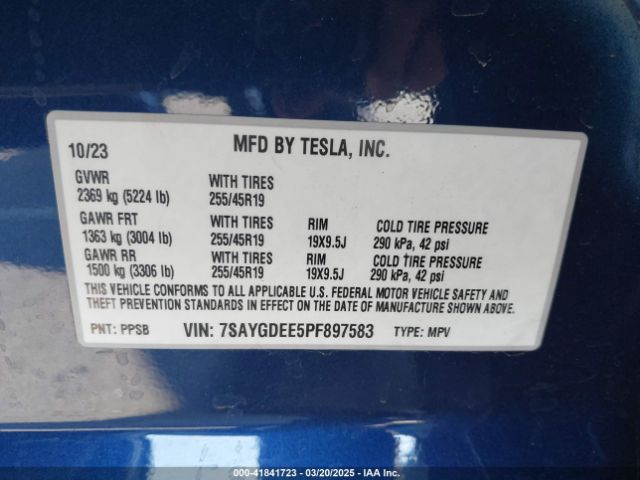 10/23 MFD BY TESLA, INC.
GVWR WITH TIRES
2369 kg (5224 lb) 255/45R19
GAWR FRT WITH TIRES RIM COLD TIRE PRESSURE
1363 kg (3004 lb) 255/45R19 19X9.5J 290 kPa, 42 psi
GAWR RR WITH TIRES RIM COLD TIRE PRESSURE
1500 kg (3306 lb) 255/45R19 19X9.5J 290 kPa, 42 psi
THIS VEHICLE CONFORMS TO ALL APPLICABLE U.S. FEDERAL MOTOR VEHICLE SAFETY AND
THEFT PREVENTION STANDARDS IN EFFECT ON THE DATE OF MANUFACTURE SHOWN ABOVE.
PNT: PPSB VIN: 7SAYGDEE5PF897583 TYPE: MPV
000-41841723 | 03/20/2025 | IAA Inc.